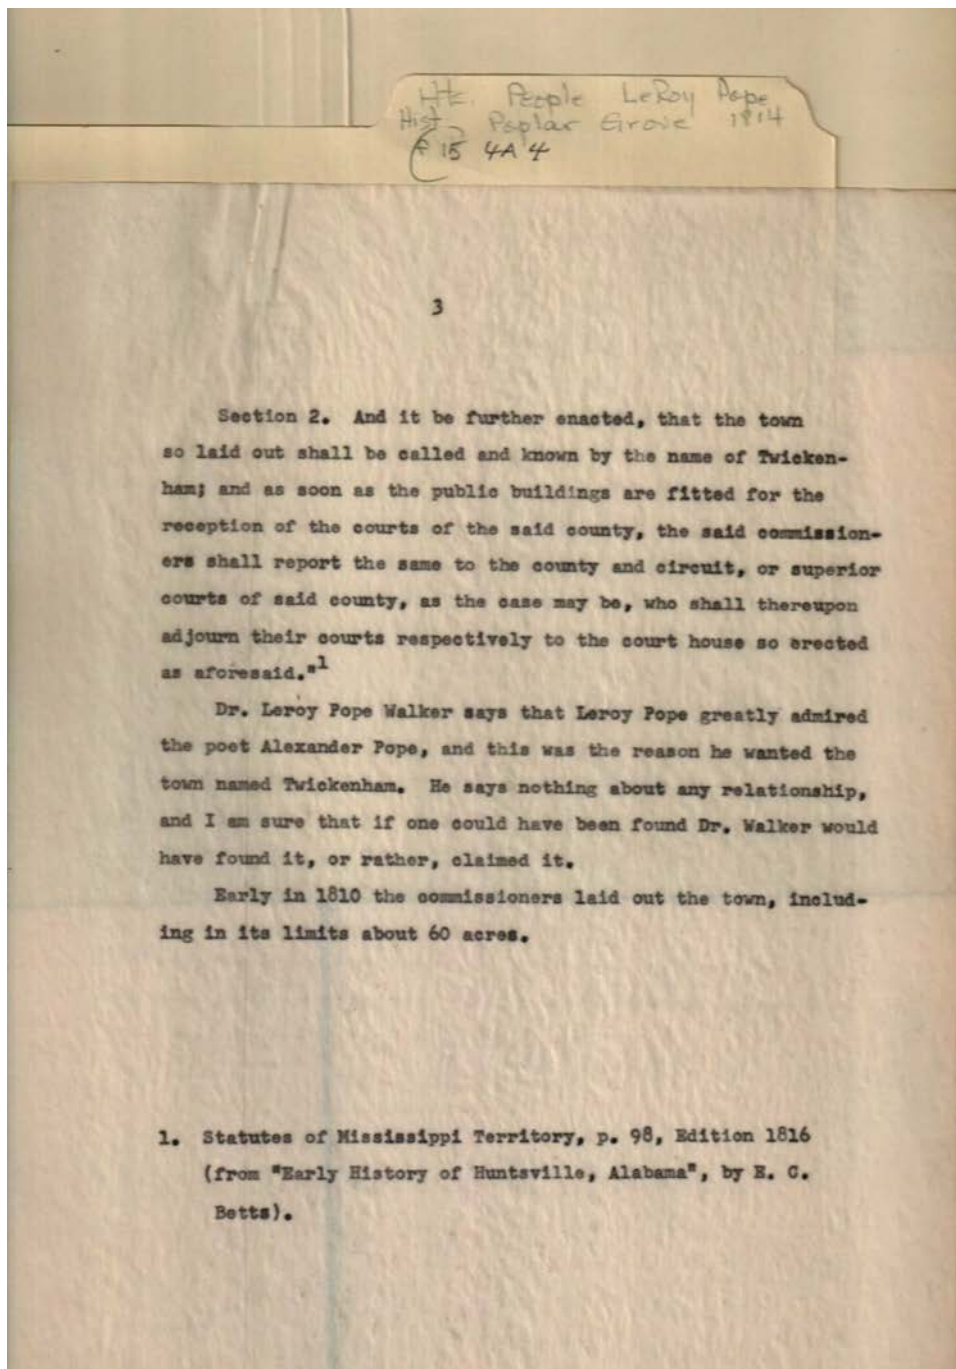 Hts. People LeRoy Pope
Hist Poplar Grove 1814
15 4A 4
3
Section 2. And it be further enacted, that the town
so laid out shall be called and known by the name of Twicken-
ham; and as soon as the public buildings are fitted for the
reception of the courts of the said county, the said commission-
ers shall report the same to the county and circuit, or superior
courts of said county, as the case may be, who shall thereupon
adjourn their courts respectively to the court house so erected
as aforesaid."1
Dr. Leroy Pope Walker says that Leroy Pope greatly admired
the poet Alexander Pope, and this was the reason he wanted the
town named Twickenham. He says nothing about any relationship,
and I am sure that if one could have been found Dr. Walker would
have found it, or rather, claimed it.
Early in 1810 the commissioners laid out the town, includ-
ing in its limits about 60 acres.
1. Statutes of Mississippi Territory, p. 98, Edition 1816
(from "Early History of Huntsville, Alabama", by E. C.
Betts).